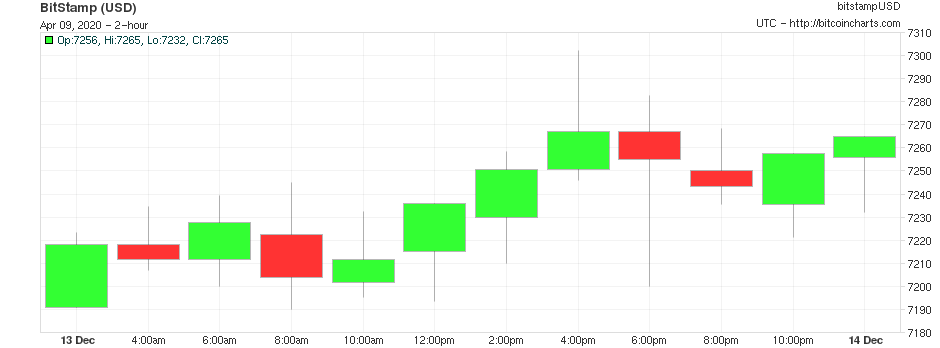 BitStamp (USD)
bitstampUSD
Apr 09, 2020 - 2-hour
UTC - http://bitcoincharts.com
Op:7256, Hi:7265, Lo:7232, Cl:7265
7310
7300
7290
7280
7270
7260
7250
7240
7230
7220
7210
7200
7190
7180
13 Dec 4:00am 6:00am 8:00am 10:00am 12:00pm 2:00pm 4:00pm 6:00pm 8:00pm 10:00pm 14 Dec